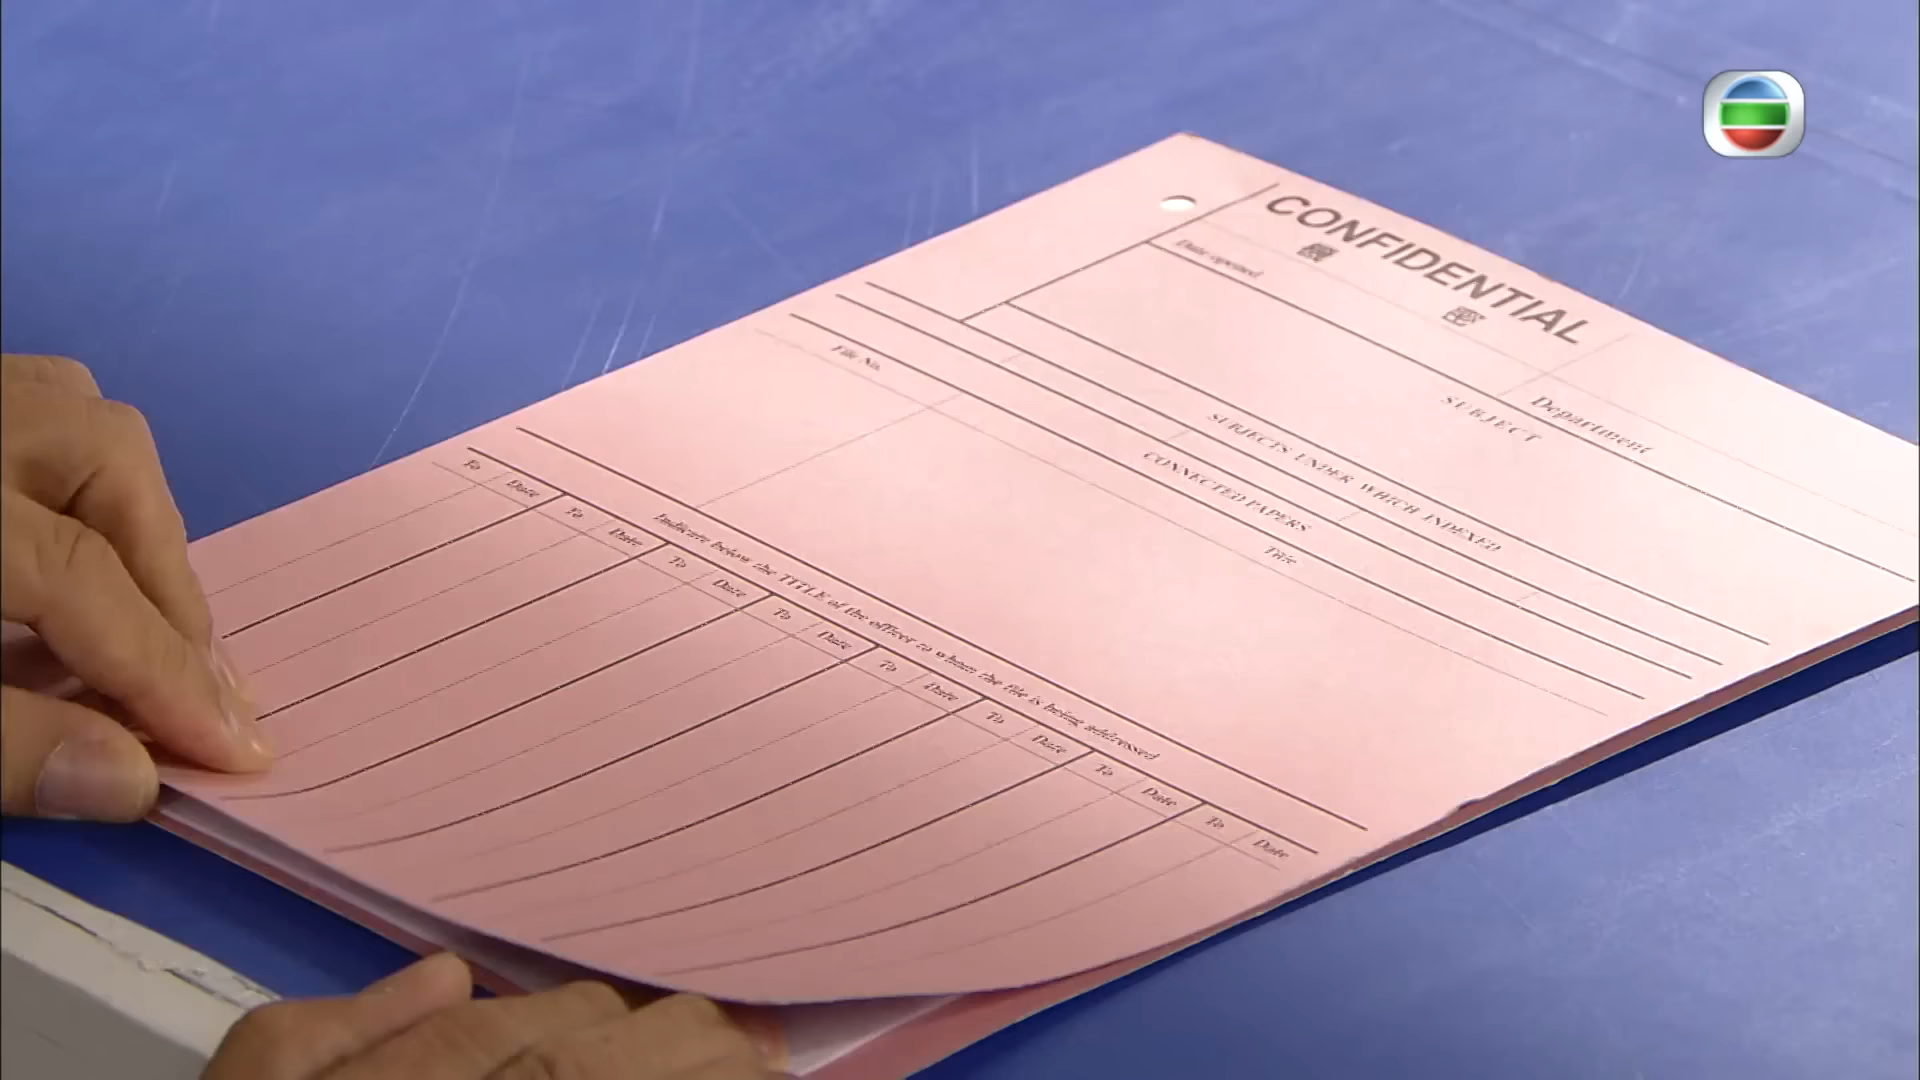 CONFIDENTIAL
機 密
Date opened
Department
SUBJECT
SUBJECTS UNDER WHICH INDEXED
CONNECTED PAPERS
File No.
Title
Indicate below the TITLE of the officer to whom the file is being addressed
To Date To Date To Date To Date To Date To Date To Date To Date